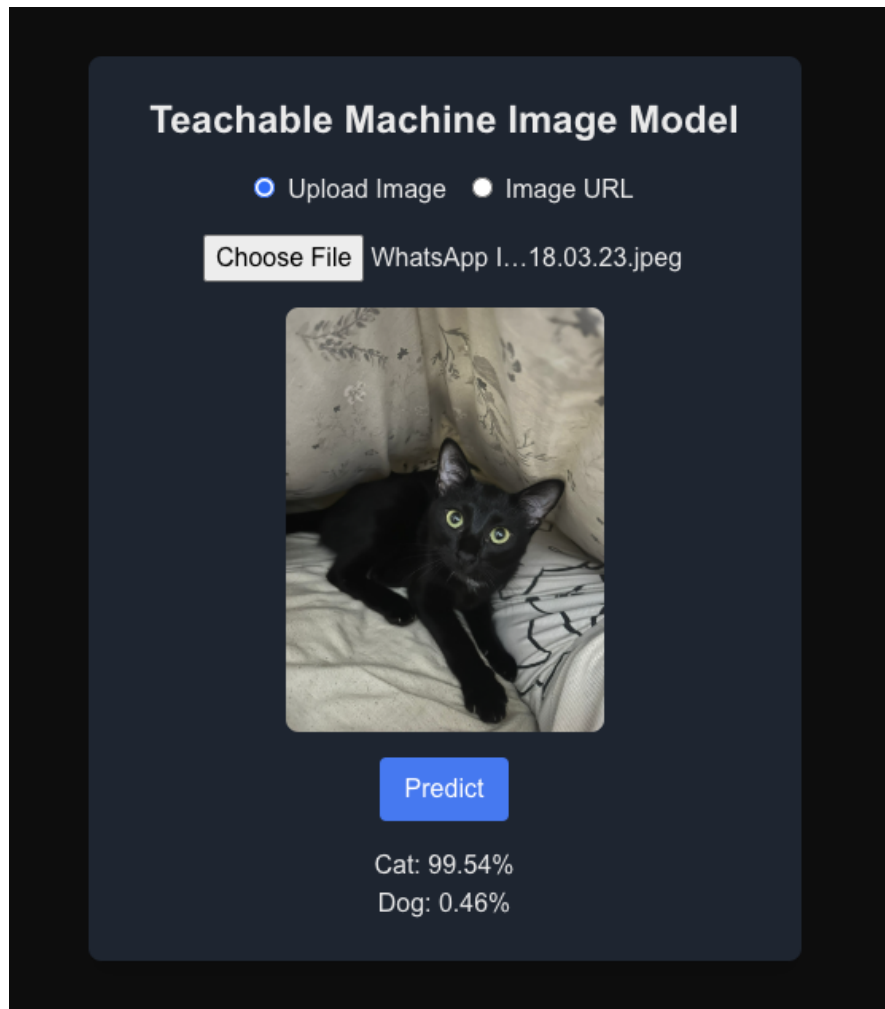 Teachable Machine Image Model
Upload Image Image URL
Choose File WhatsApp I...18.03.23.jpeg
Predict
Cat: 99.54%
Dog: 0.46%